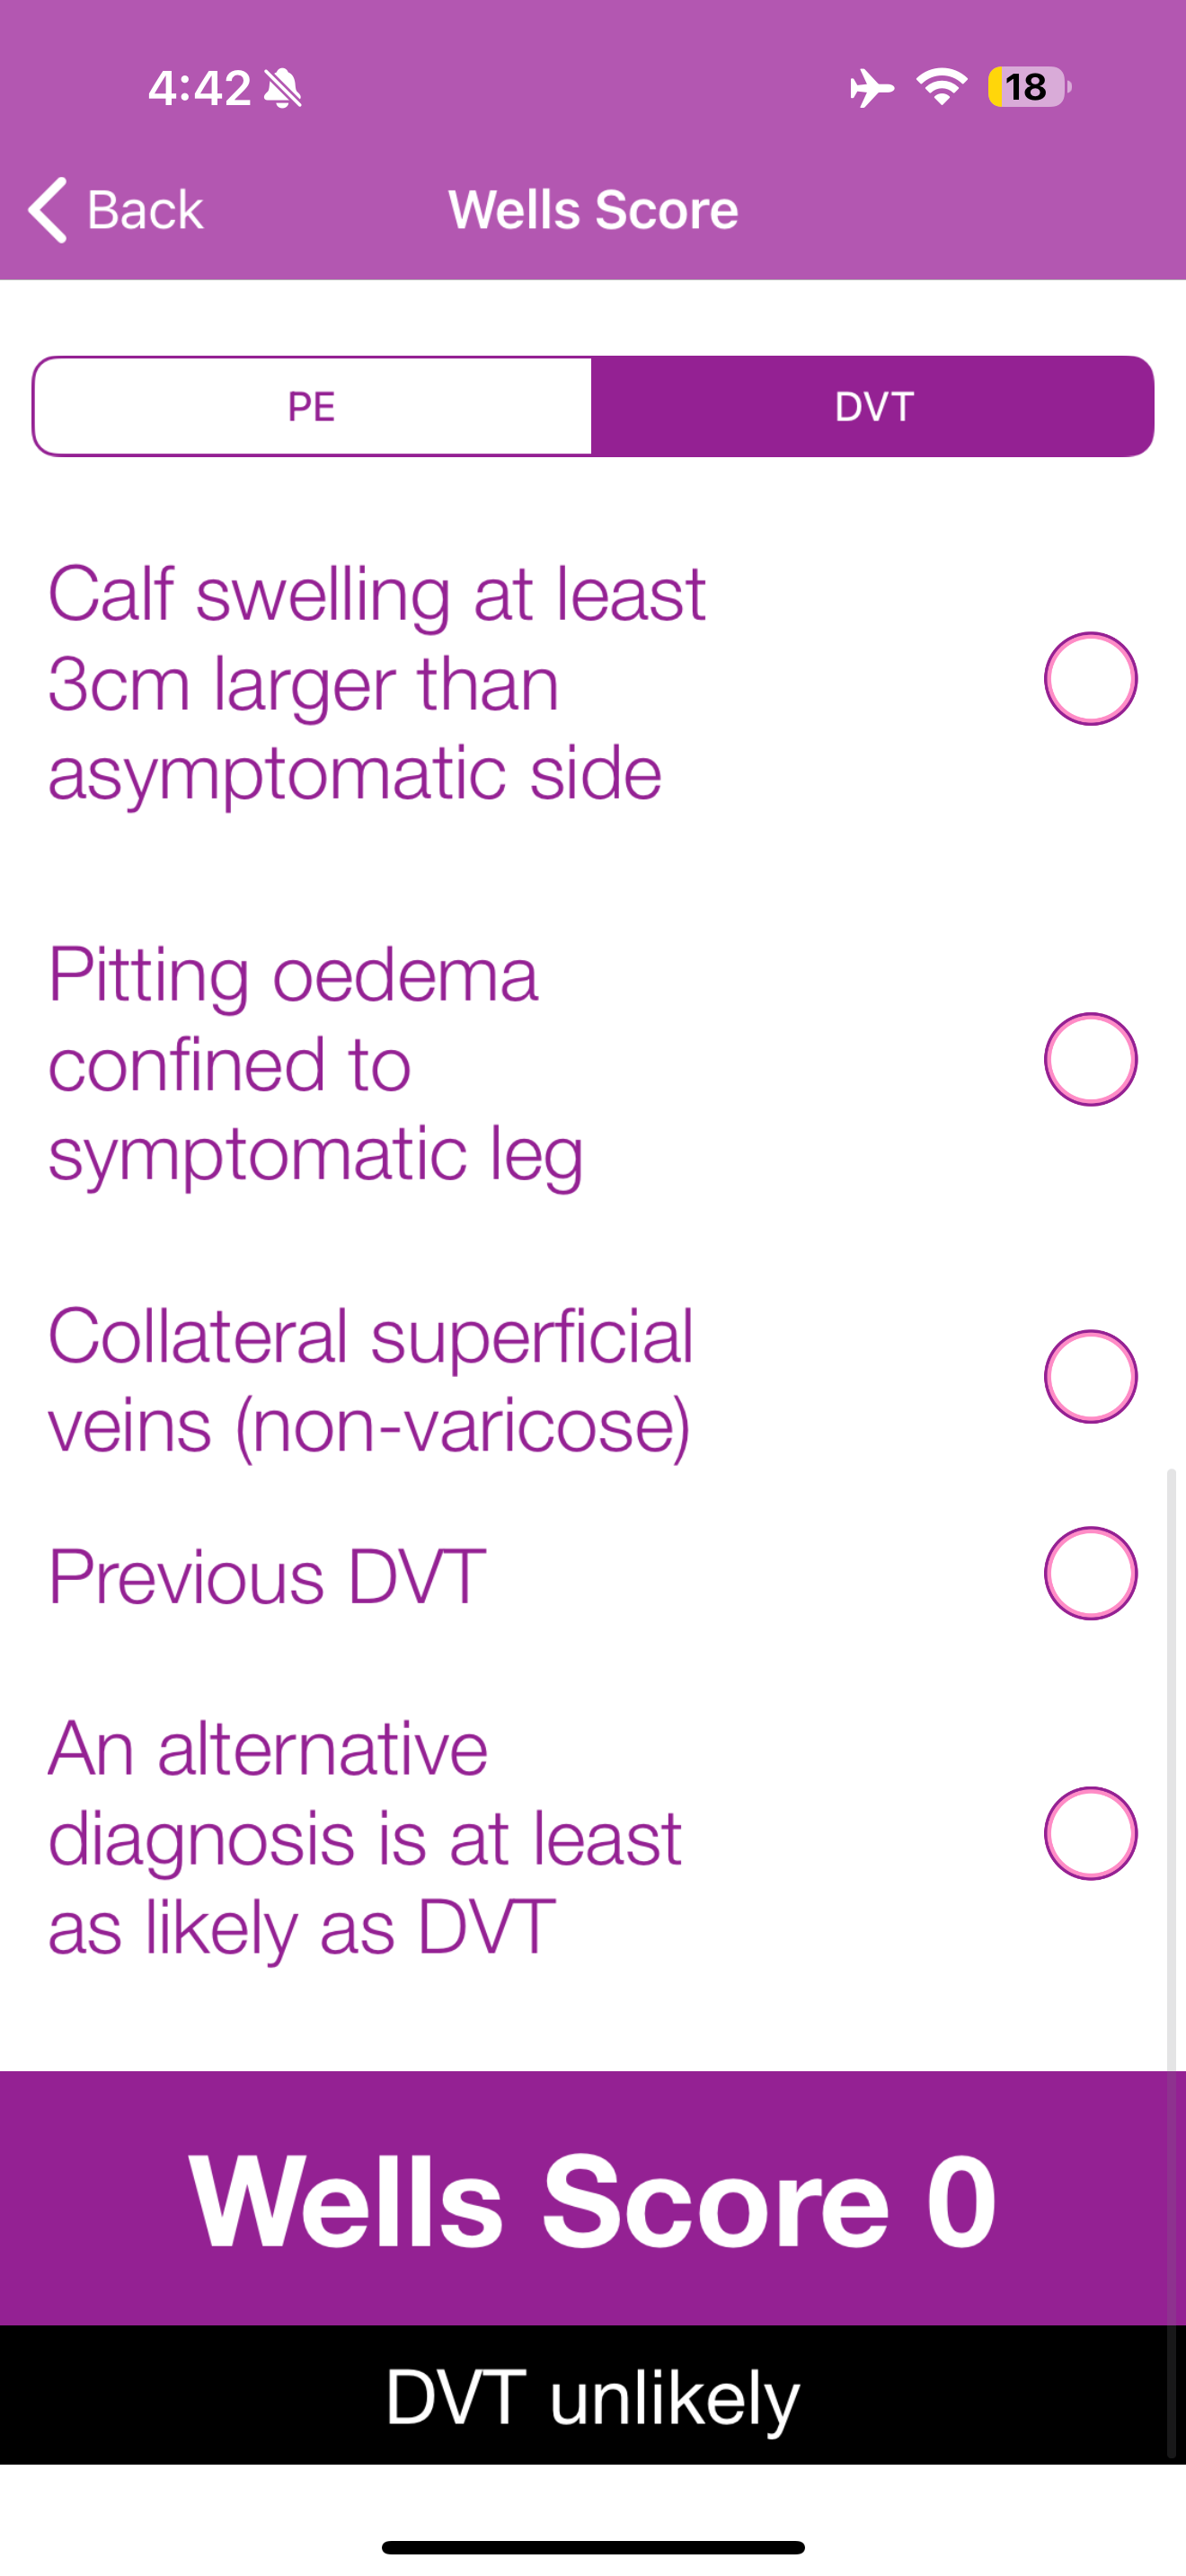 4:42
18
Back
Wells Score
PE
DVT
Calf swelling at least
3cm larger than
asymptomatic side
Pitting oedema
confined to
symptomatic leg
Collateral superficial
veins (non-varicose)
Previous DVT
An alternative
diagnosis is at least
as likely as DVT
Wells Score 0
DVT unlikely